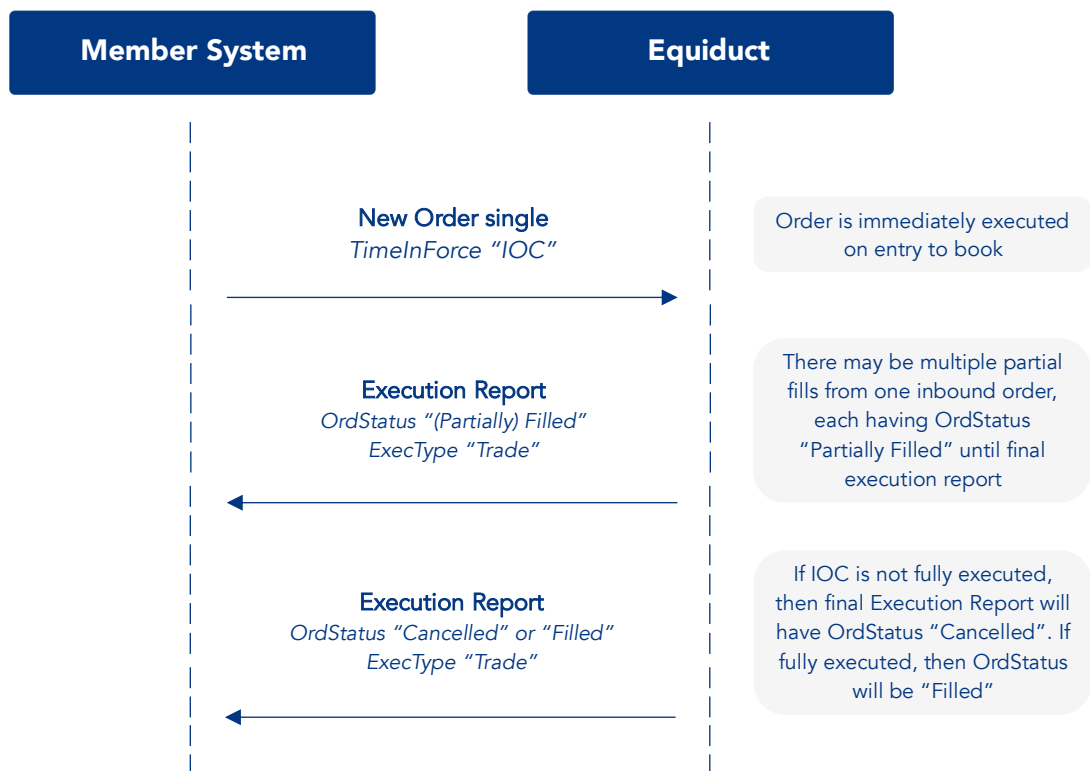 Member System
Equiduct
New Order single
TimeInForce “IOC”
Order is immediately executed
on entry to book
Execution Report
OrdStatus “(Partially) Filled”
ExecType “Trade”
There may be multiple partial
fills from one inbound order,
each having OrdStatus
“Partially Filled” until final
execution report
Execution Report
OrdStatus “Cancelled” or “Filled”
ExecType “Trade”
If IOC is not fully executed,
then final Execution Report will
have OrdStatus “Cancelled”. If
fully executed, then OrdStatus
will be “Filled”